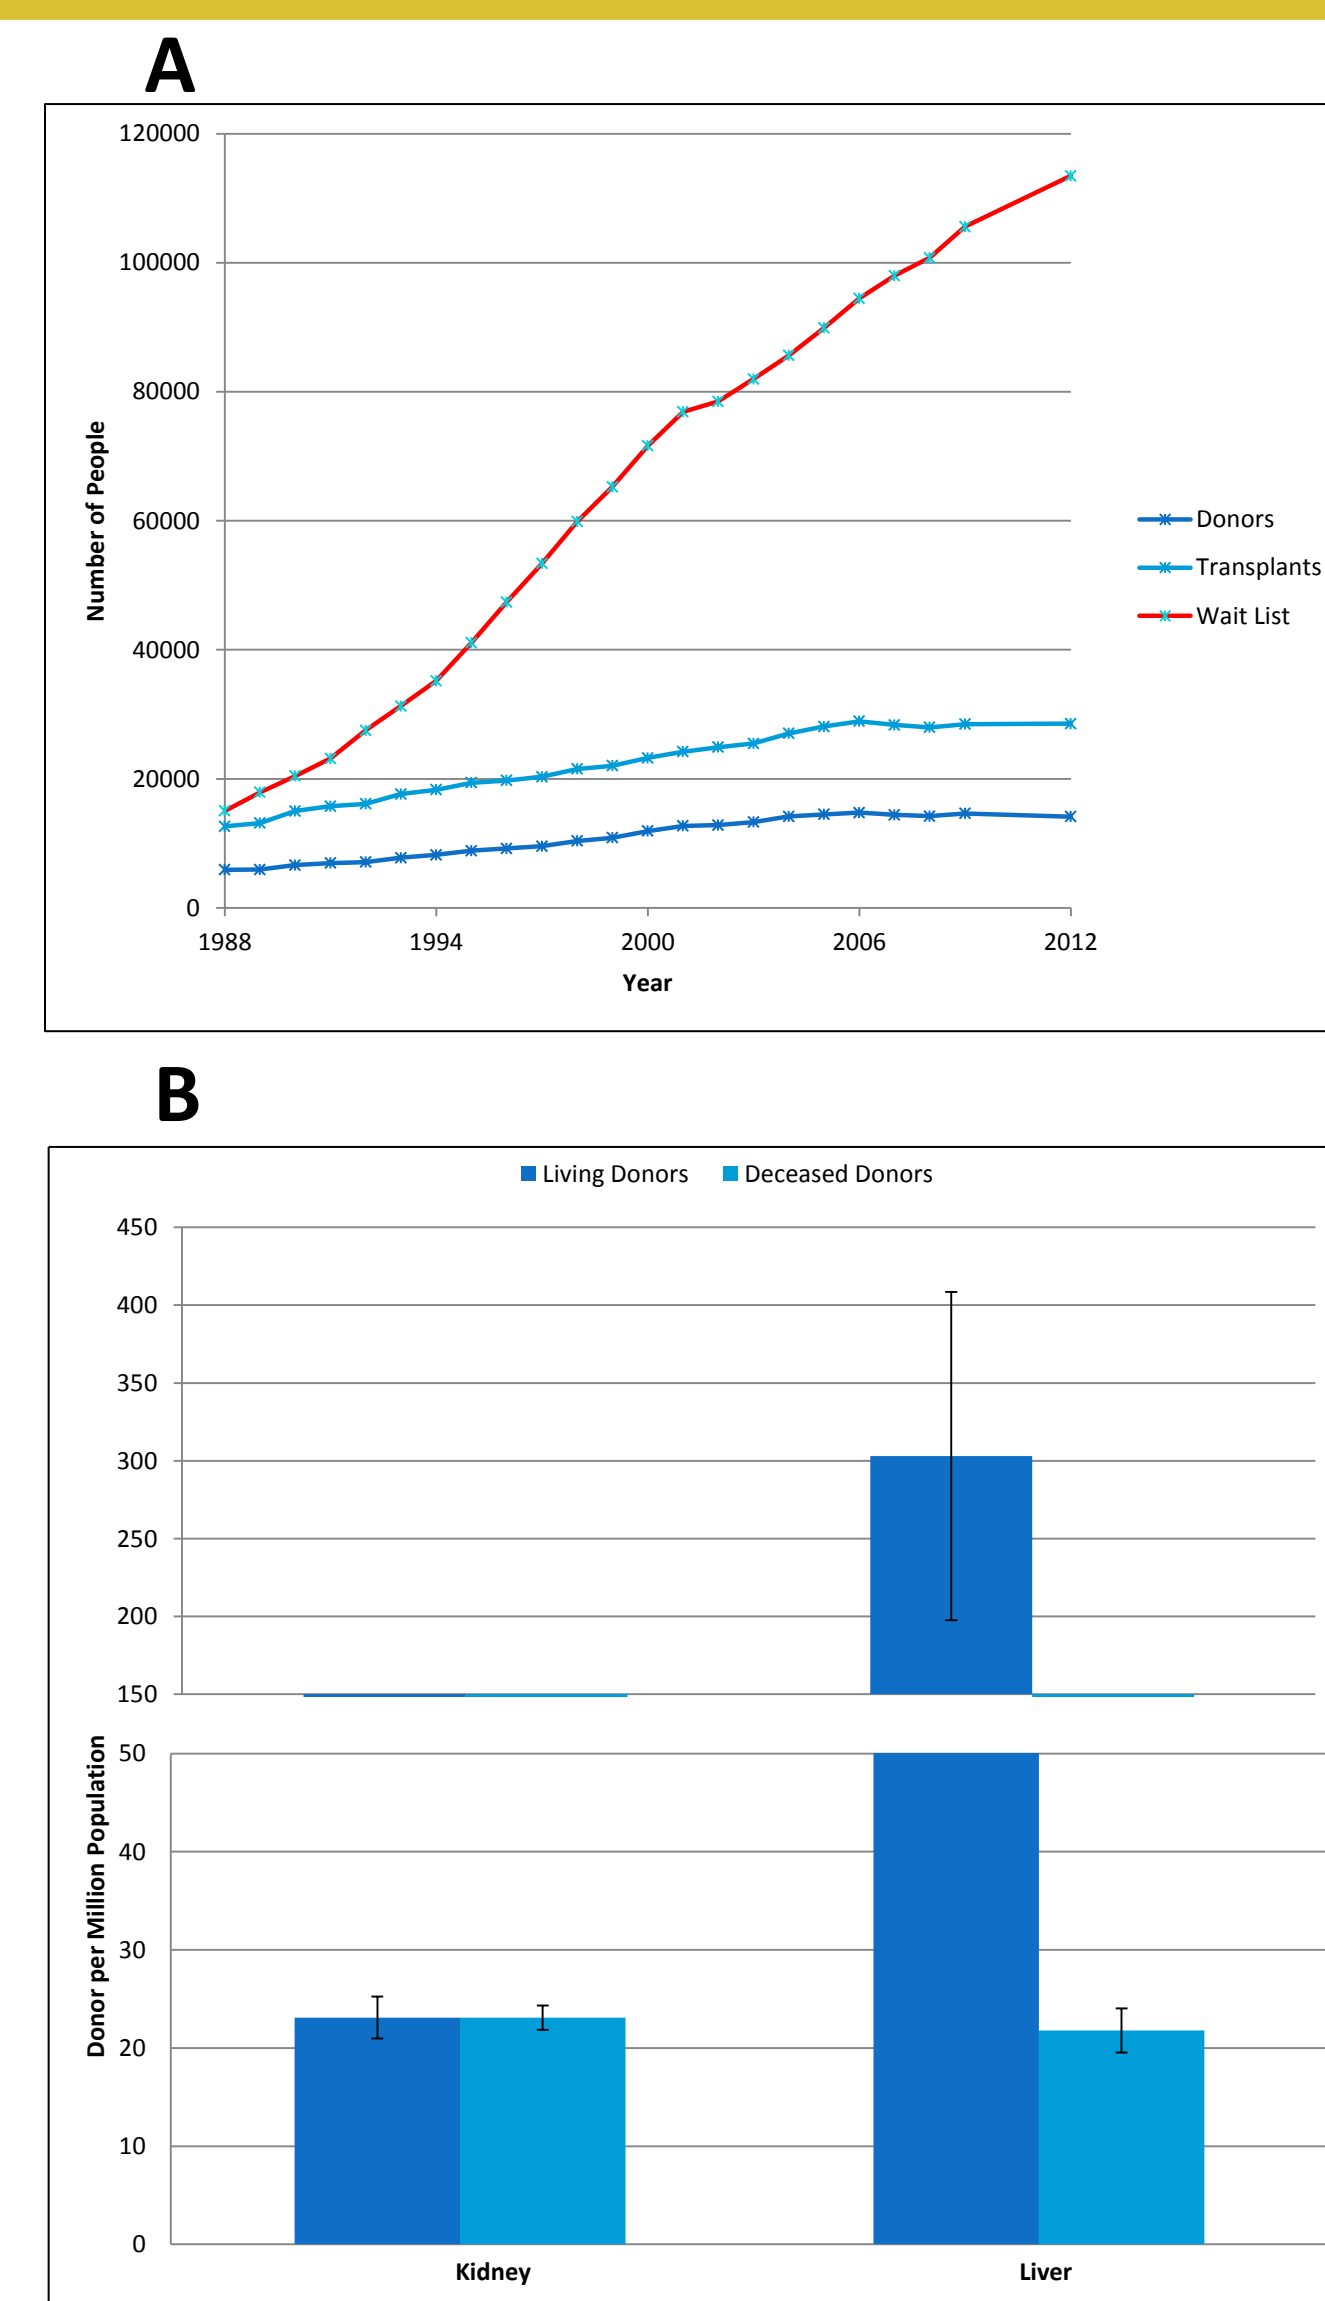 A
120000
100000
80000
60000
40000
20000
0
Number of People
1988 1994 2000 2006 2012
Year
Donors
Transplants
Wait List
B
Living Donors Deceased Donors
450
400
350
300
250
200
150
50
40
30
20
10
0
Donor per Million Population
Kidney Liver